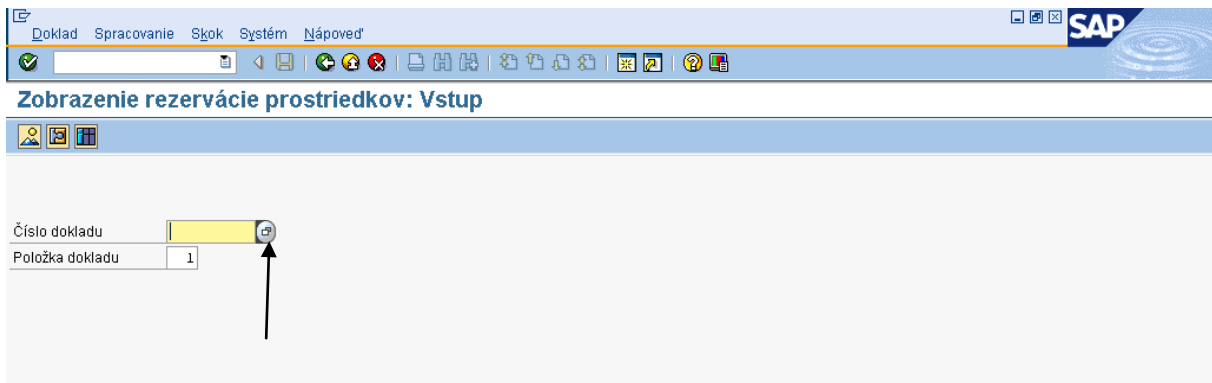 Doklad Spracovanie Skok Systém Nápoveď
SAP
Zobrazenie rezervácie prostriedkov: Vstup
Číslo dokladu
Položka dokladu 1